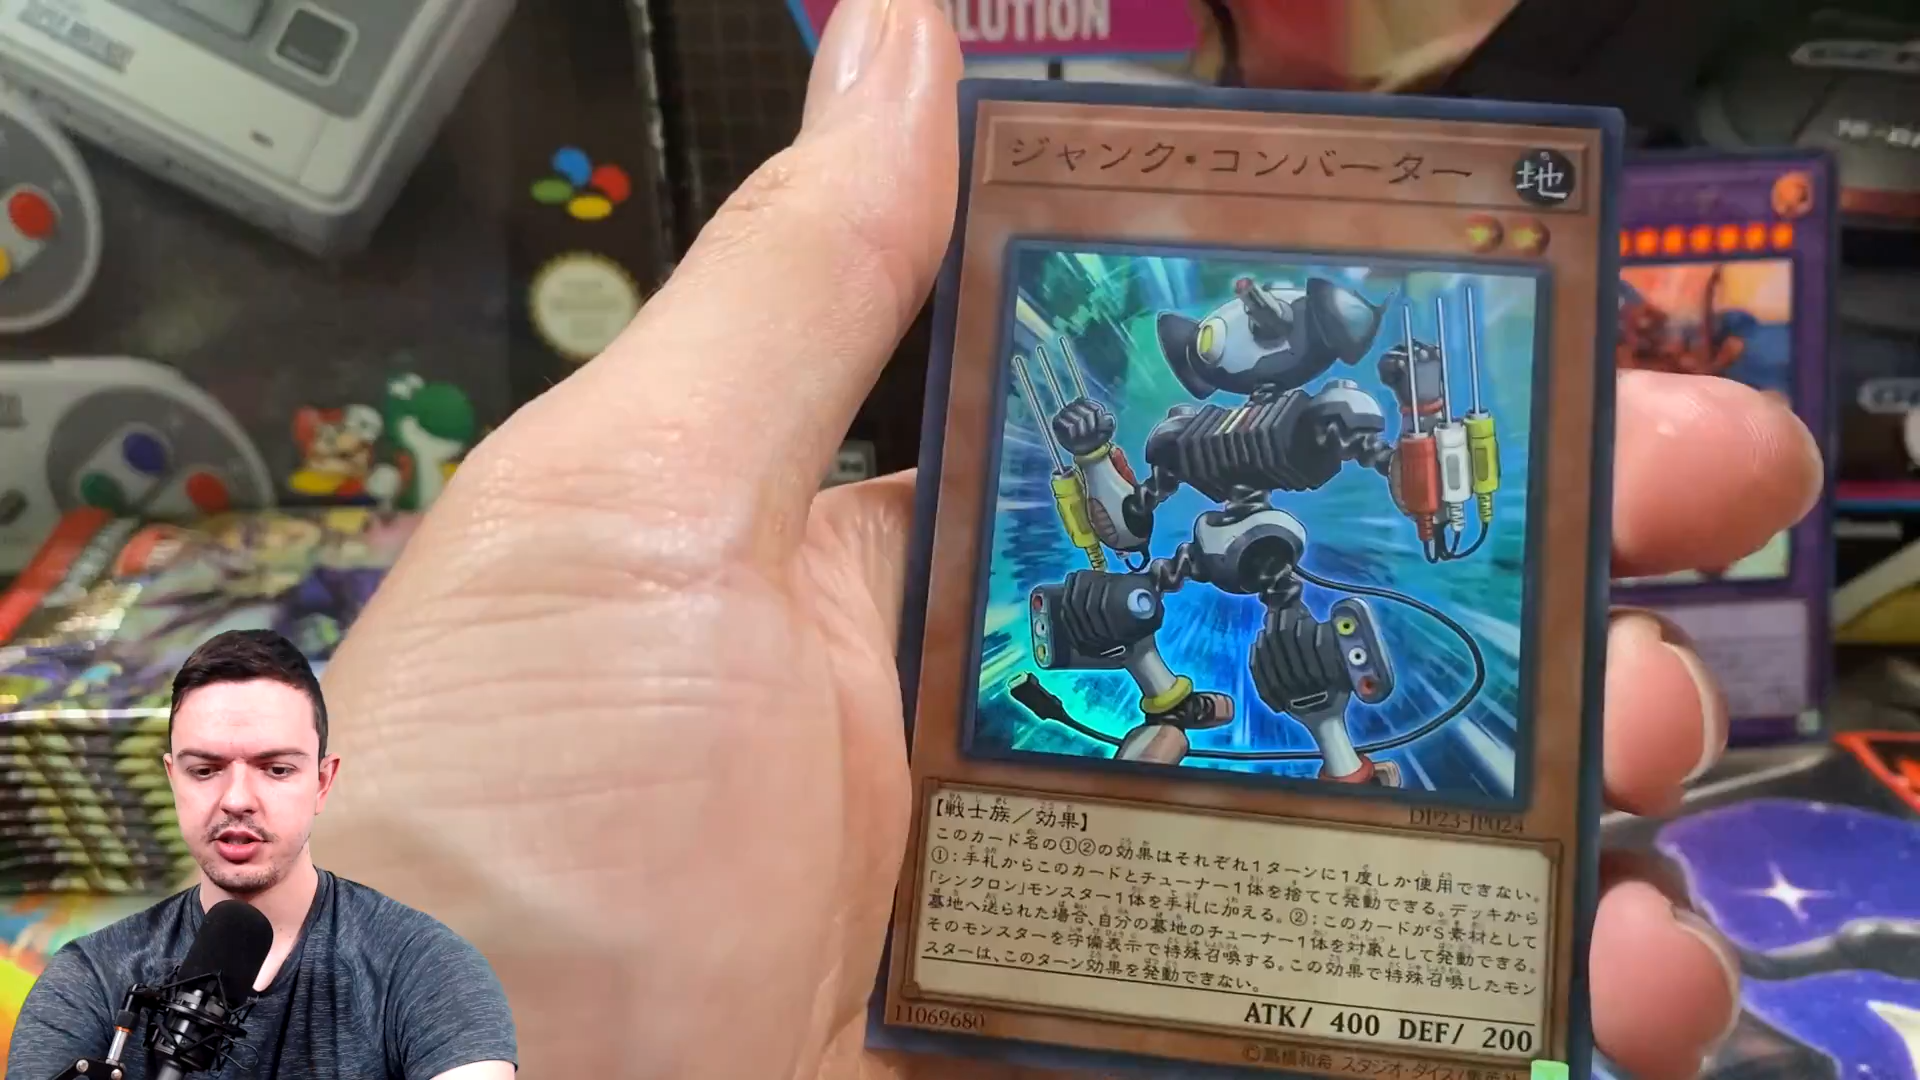 SUPER NINTENDO
OLUTION
ジャンク・コンバーター
地
【戦士族／効果】
DP23-JP024
このカード名の①②の効果はそれぞれ１ターンに１度しか使用できない。
①：手札からこのカードとチューナー１体を捨てて発動できる。デッキから
「シンクロン」モンスター１体を手札に加える。②：このカードがＳ素材として
墓地へ送られた場合、自分の墓地のチューナー１体を対象として発動できる。
そのモンスターを守備表示で特殊召喚する。この効果で特殊召喚したモン
スターは、このターン効果を発動できない。
ATK/ 400 DEF/ 200
11069680
©高橋和希 スタジオ・ダイス/集英社